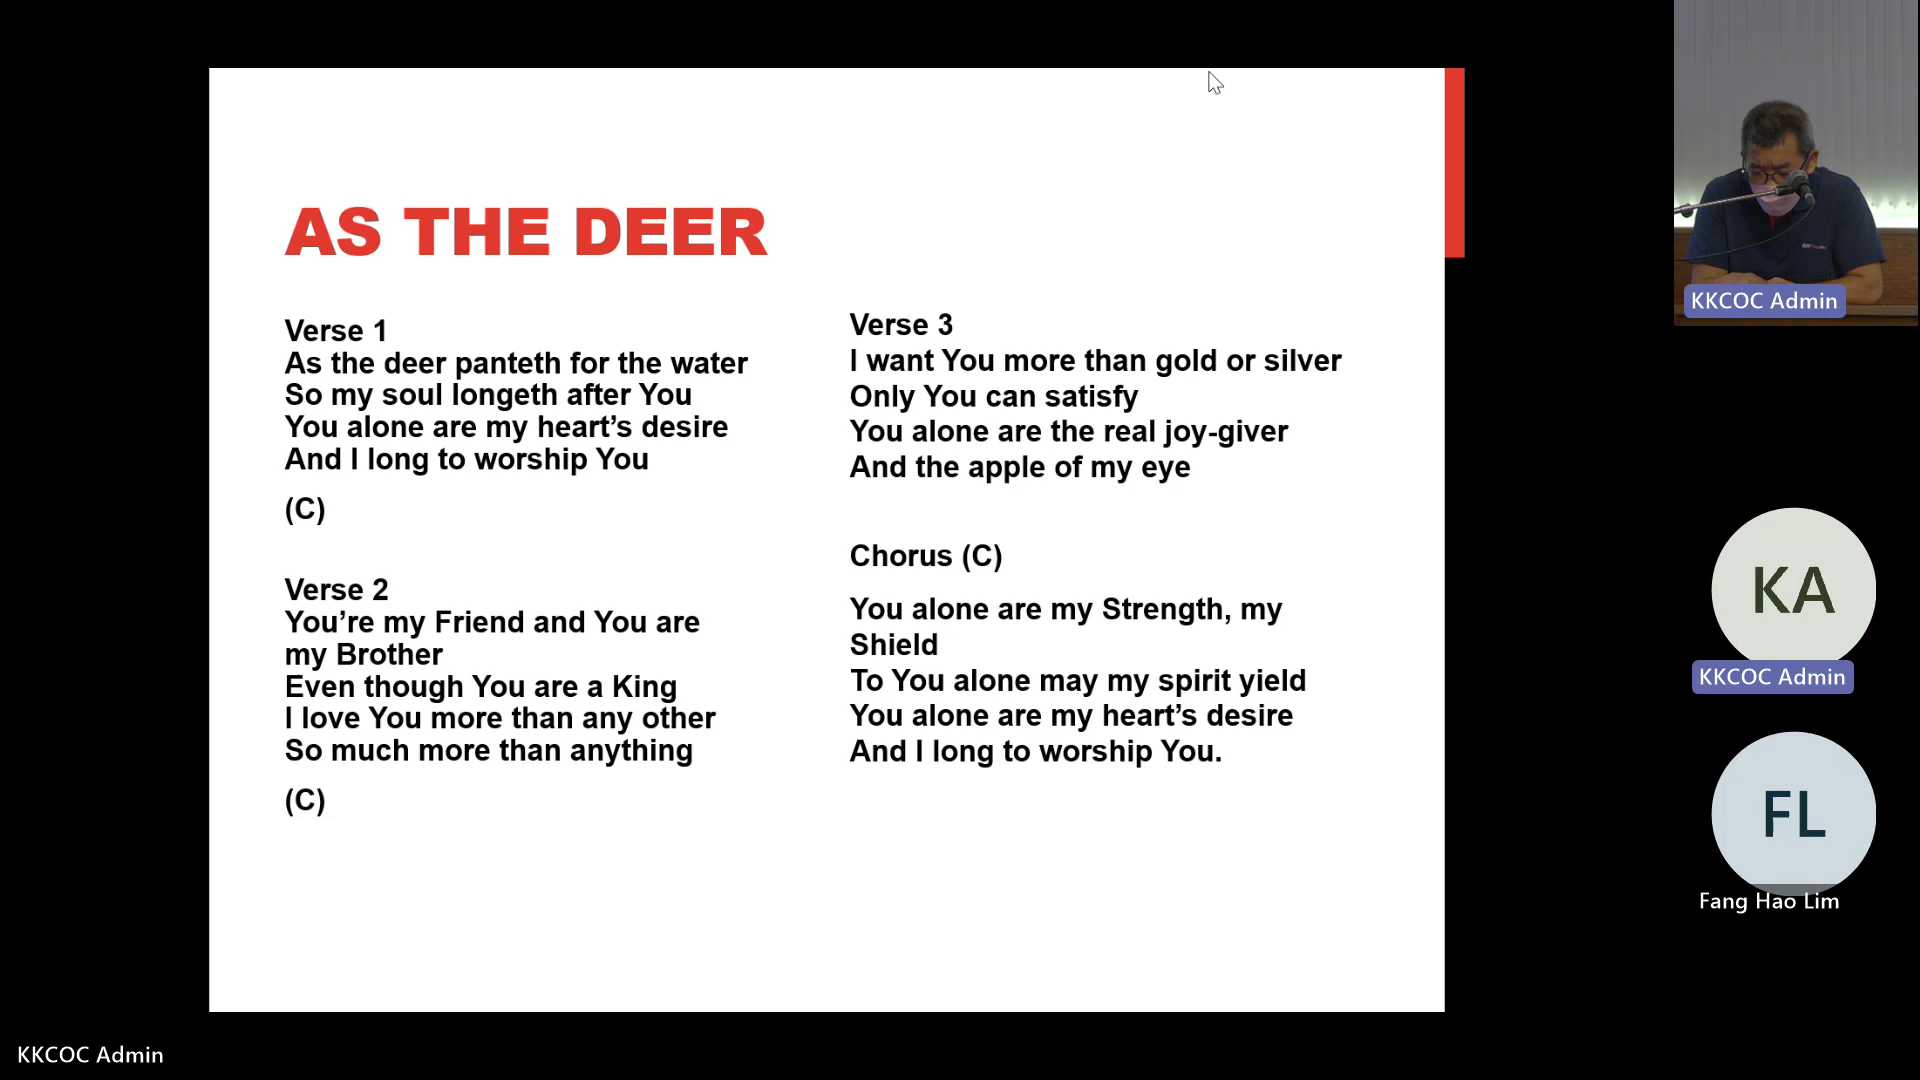 AS THE DEER
Verse 1
As the deer panteth for the water
So my soul longeth after You
You alone are my heart’s desire
And I long to worship You
(C)
Verse 2
You’re my Friend and You are
my Brother
Even though You are a King
I love You more than any other
So much more than anything
(C)
Verse 3
I want You more than gold or silver
Only You can satisfy
You alone are the real joy-giver
And the apple of my eye
Chorus (C)
You alone are my Strength, my
Shield
To You alone may my spirit yield
You alone are my heart’s desire
And I long to worship You.
KKCOC Admin
KA
KKCOC Admin
FL
Fang Hao Lim
KKCOC Admin